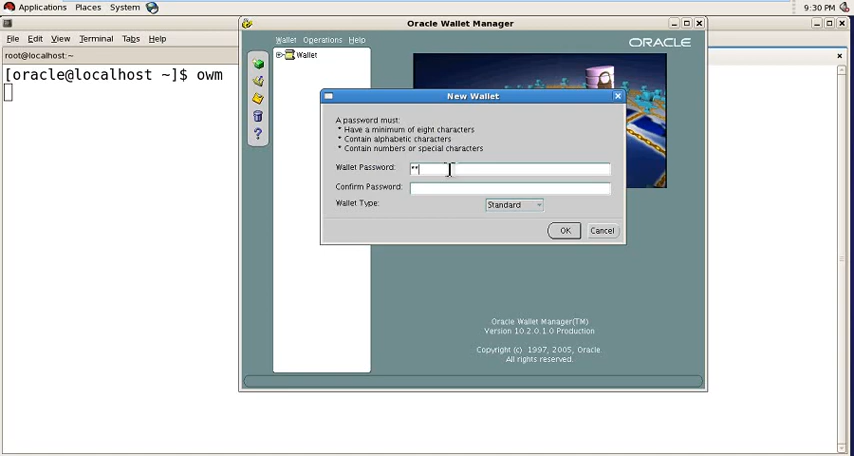 Applications Places System 9:30 PM
Oracle Wallet Manager
File Edit View Terminal Tabs Help
Wallet Operations Help
ORACLE
root@localhost:~
Wallet
[oracle@localhost ~]$ owm
New Wallet
A password must:
* Have a minimum of eight characters
* Contain alphabetic characters
* Contain numbers or special characters
Wallet Password: **
Confirm Password:
Wallet Type: Standard
OK Cancel
Oracle Wallet Manager(TM)
Version 10.2.0.1.0 Production
Copyright (c) 1997, 2005, Oracle
All rights reserved.